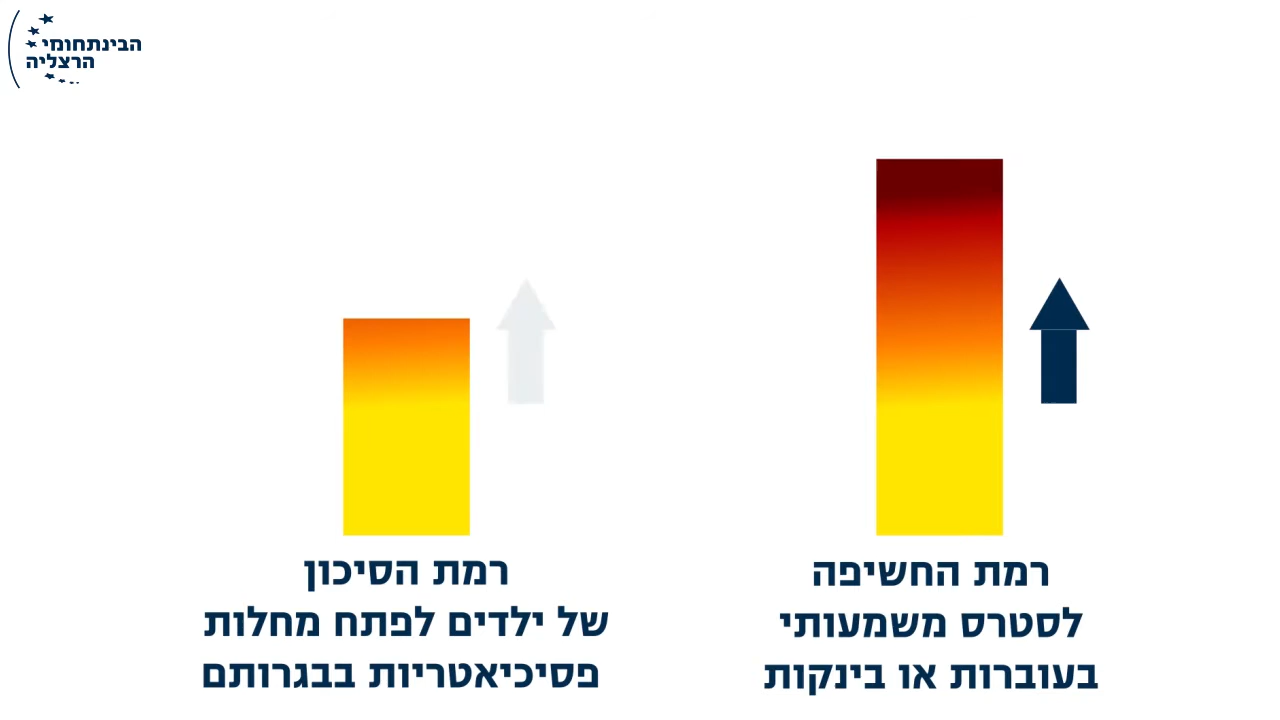 הבינתחומי
הרצליה
רמת החשיפה
לסטרס משמעותי
בעוברות או בינקות
רמת הסיכון
של ילדים לפתח מחלות
פסיכיאטריות בבגרותם